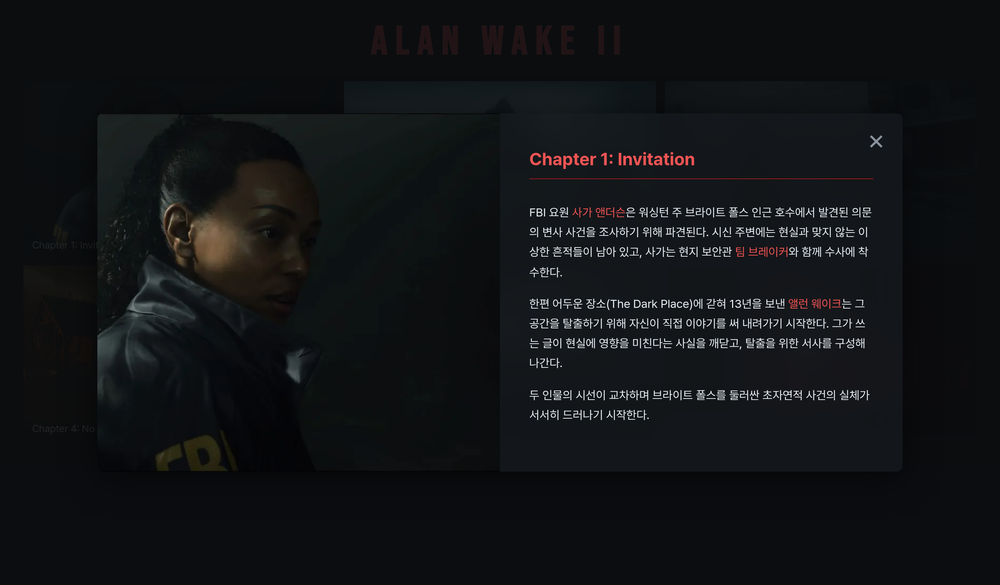 ALAN WAKE II
Chapter 1: Invitation
FBI 요원 사가 앤더슨은 워싱턴 주 브라이트 폴스 인근 호수에서 발견된 의문
의 변사 사건을 조사하기 위해 파견된다. 시신 주변에는 현실과 맞지 않는 이
상한 흔적들이 남아 있고, 사가는 현지 보안관 팀 브레이커와 함께 수사에 착
수한다.
한편 어두운 장소(The Dark Place)에 갇혀 13년을 보낸 앨런 웨이크는 그
공간을 탈출하기 위해 자신이 직접 이야기를 써 내려가기 시작한다. 그가 쓰
는 글이 현실에 영향을 미친다는 사실을 깨닫고, 탈출을 위한 서사를 구성해
나간다.
두 인물의 시선이 교차하며 브라이트 폴스를 둘러싼 초자연적 사건의 실체가
서서히 드러나기 시작한다.
Chapter 1: Invit
Chapter 4: No
FBI